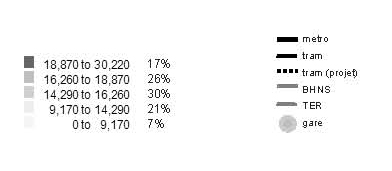 18,870 to 30,220 17%
16,260 to 18,870 26%
14,290 to 16,260 30%
9,170 to 14,290 21%
0 to 9,170 7%
metro
tram
tram (projet)
BHNS
TER
gare